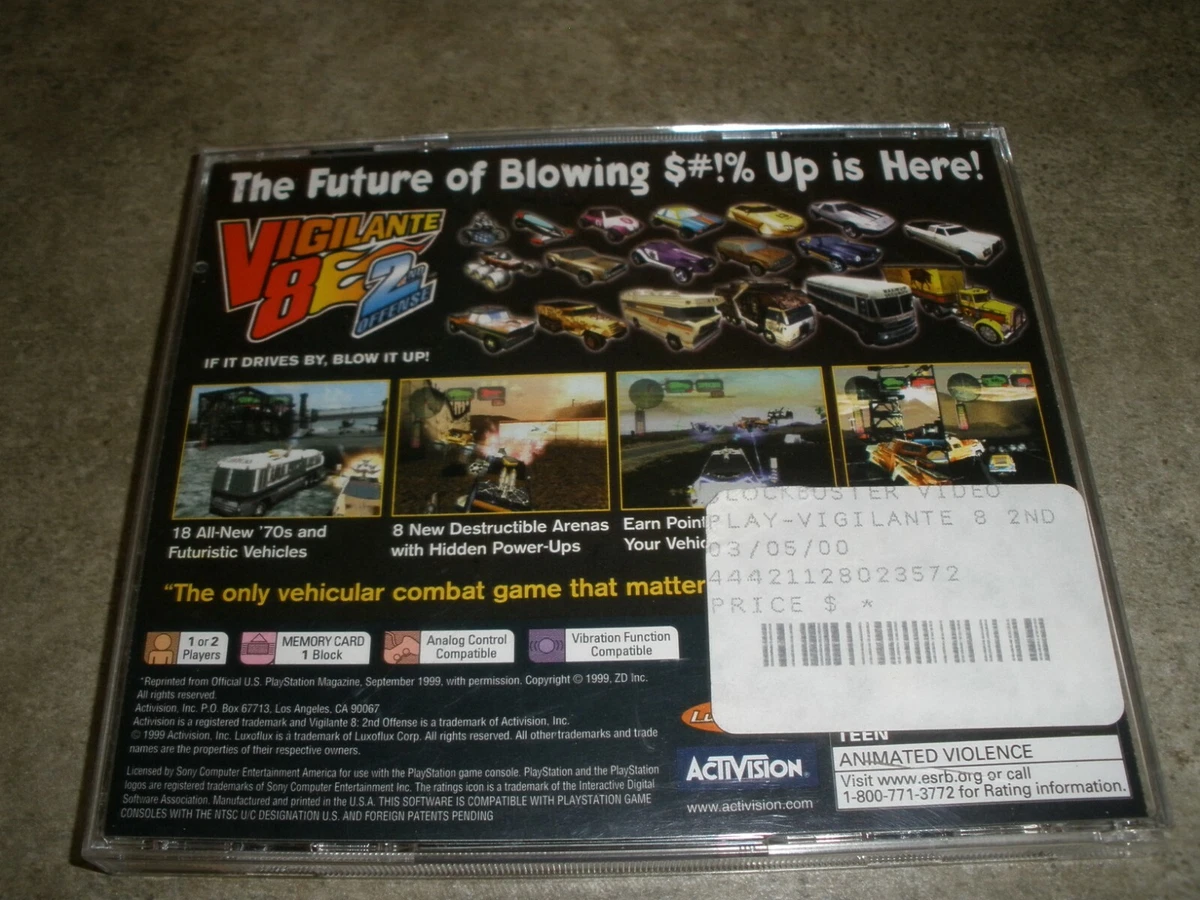 The Future of Blowing $#!% Up is Here!
VIGILANTE
8 2ND
OFFENSE
IF IT DRIVES BY, BLOW IT UP!
18 All-New '70s and
Futuristic Vehicles
8 New Destructible Arenas
with Hidden Power-Ups
Earn
Your
BLOCKBUSTER VIDEO
PLAY-VIGILANTE 8 2ND
03/05/00
44421128023572
PRICE $ *
"The only vehicular combat game that
1 or 2
Players
MEMORY CARD
1 Block
Analog Control
Compatible
Vibration Function
Compatible
*Reprinted from Official U.S. PlayStation Magazine, September 1999, with permission. Copyright © 1999, ZD Inc.
All rights reserved.
Activision, Inc. P.O. Box 67713, Los Angeles, CA 90067
Activision is a registered trademark and Vigilante 8: 2nd Offense is a trademark of Activision, Inc.
© 1999 Activision, Inc. Luxoflux is a trademark of Luxoflux Corp. All rights reserved. All other trademarks and trade
names are the properties of their respective owners.
Licensed by Sony Computer Entertainment America for use with the PlayStation game console. PlayStation and the PlayStation
logos are registered trademarks of Sony Computer Entertainment Inc. The ratings icon is a trademark of the Interactive Digital
Software Association. Manufactured and printed in the U.S.A. THIS SOFTWARE IS COMPATIBLE WITH PLAYSTATION GAME
CONSOLES WITH THE NTSC U/C DESIGNATION U.S. AND FOREIGN PATENTS PENDING
ACTIVISION
www.activision.com
TEEN
ANIMATED VIOLENCE
Visit www.esrb.org or call
1-800-771-3772 for Rating information.